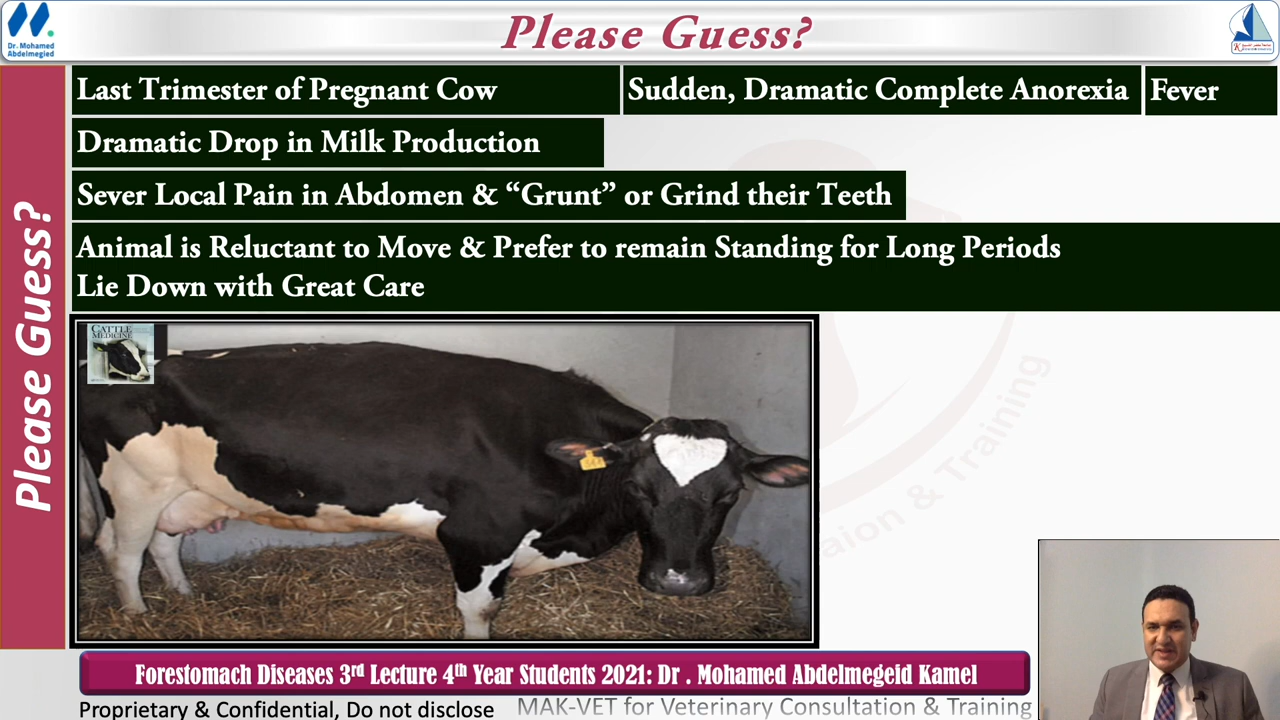 Dr. Mohamed
Abdelmegied
Please Guess?
Please Guess?
Last Trimester of Pregnant Cow
Sudden, Dramatic Complete Anorexia
Fever
Dramatic Drop in Milk Production
Sever Local Pain in Abdomen & “Grunt” or Grind their Teeth
Animal is Reluctant to Move & Prefer to remain Standing for Long Periods
Lie Down with Great Care
CATTLE
MEDICINE
& Training
Forestomach Diseases 3rd Lecture 4th Year Students 2021: Dr . Mohamed Abdelmegeid Kamel
Proprietary & Confidential, Do not disclose
MAK-VET for Veterinary Consultation & Training